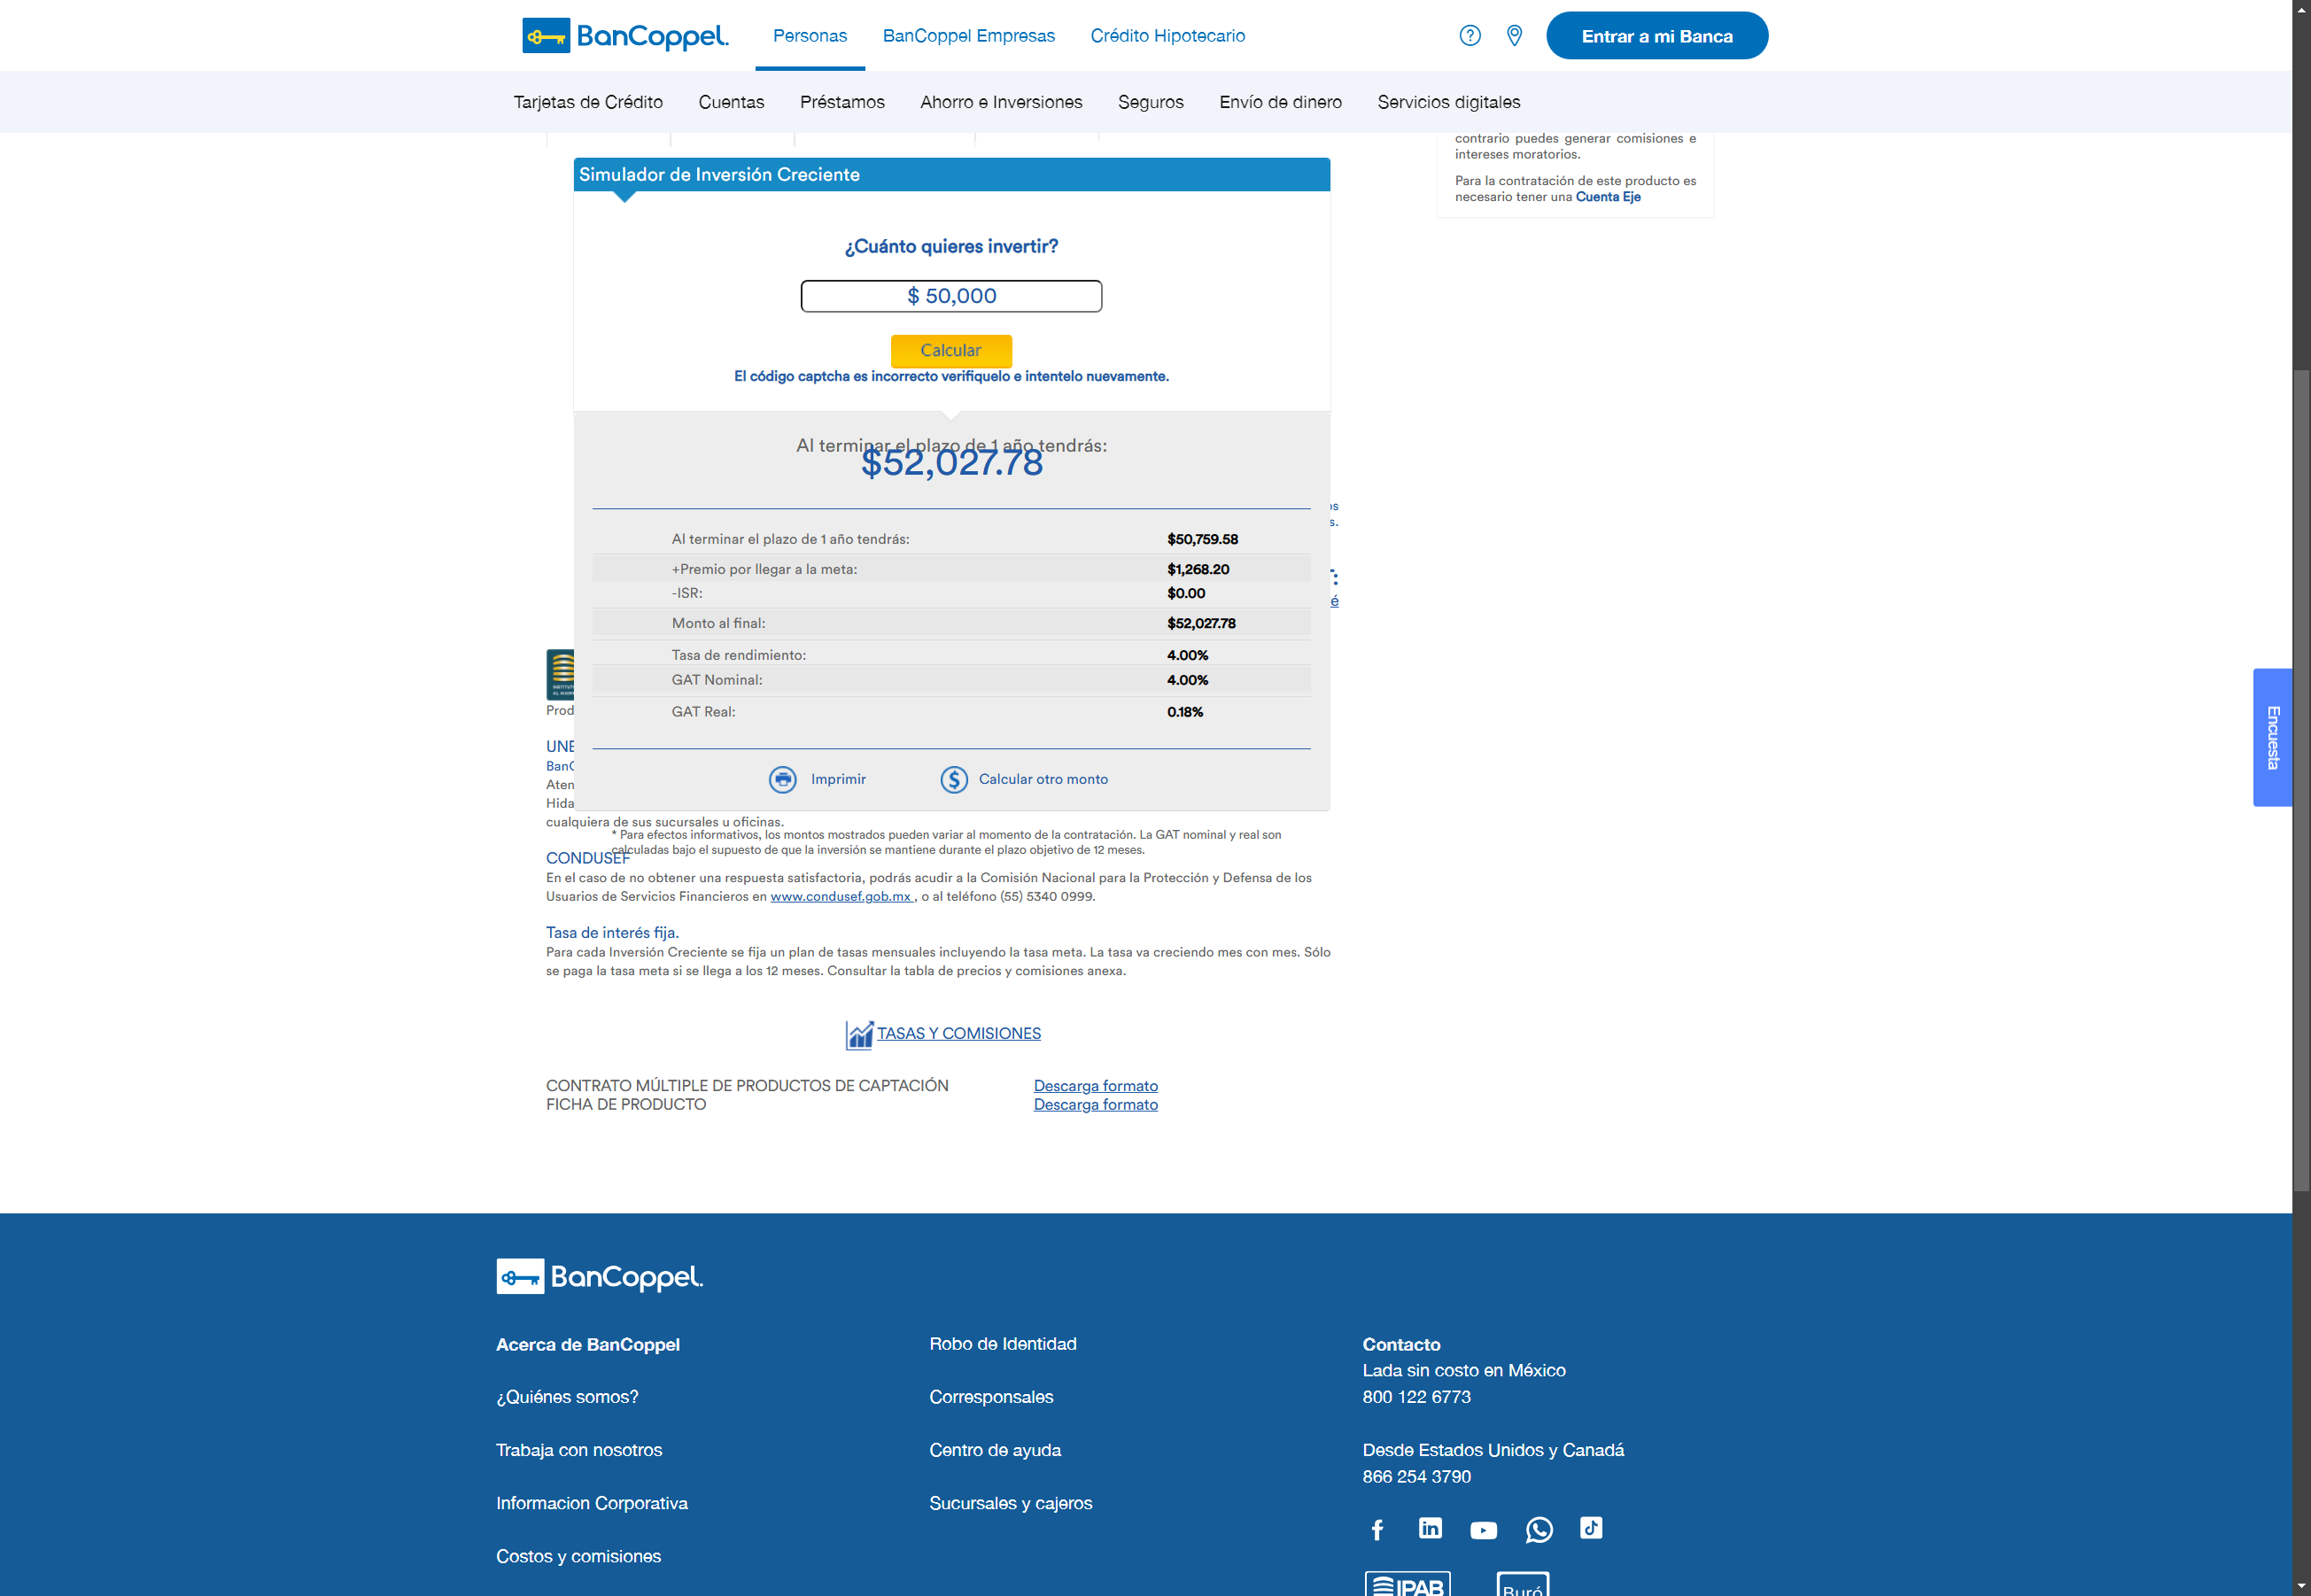 BanCoppel.
Personas
BanCoppel Empresas
Crédito Hipotecario
Entrar a mi Banca
Tarjetas de Crédito
Cuentas
Préstamos
Ahorro e Inversiones
Seguros
Envío de dinero
Servicios digitales
contrario puedes generar comisiones e
intereses moratorios.
Para la contratación de este producto es
necesario tener una Cuenta Eje
Simulador de Inversión Creciente
¿Cuánto quieres invertir?
$ 50,000
Calcular
El código captcha es incorrecto verifiquelo e intentelo nuevamente.
Al terminar el plazo de 1 año tendrás:
$52,027.78
Al terminar el plazo de 1 año tendrás: $50,759.58
+Premio por llegar a la meta: $1,268.20
-ISR: $0.00
Monto al final: $52,027.78
Tasa de rendimiento: 4.00%
GAT Nominal: 4.00%
GAT Real: 0.18%
Imprimir
Calcular otro monto
cualquiera de sus sucursales u oficinas.
* Para efectos informativos, los montos mostrados pueden variar al momento de la contratación. La GAT nominal y real son
calculadas bajo el supuesto de que la inversión se mantiene durante el plazo objetivo de 12 meses.
CONDUSEF
En el caso de no obtener una respuesta satisfactoria, podrás acudir a la Comisión Nacional para la Protección y Defensa de los
Usuarios de Servicios Financieros en www.condusef.gob.mx , o al teléfono (55) 5340 0999.
Tasa de interés fija.
Para cada Inversión Creciente se fija un plan de tasas mensuales incluyendo la tasa meta. La tasa va creciendo mes con mes. Sólo
se paga la tasa meta si se llega a los 12 meses. Consultar la tabla de precios y comisiones anexa.
TASAS Y COMISIONES
CONTRATO MÚLTIPLE DE PRODUCTOS DE CAPTACIÓN Descarga formato
FICHA DE PRODUCTO Descarga formato
Encuesta
BanCoppel.
Acerca de BanCoppel
¿Quiénes somos?
Trabaja con nosotros
Informacion Corporativa
Costos y comisiones
Robo de Identidad
Corresponsales
Centro de ayuda
Sucursales y cajeros
Contacto
Lada sin costo en México
800 122 6773
Desde Estados Unidos y Canadá
866 254 3790
IPAB
Buró